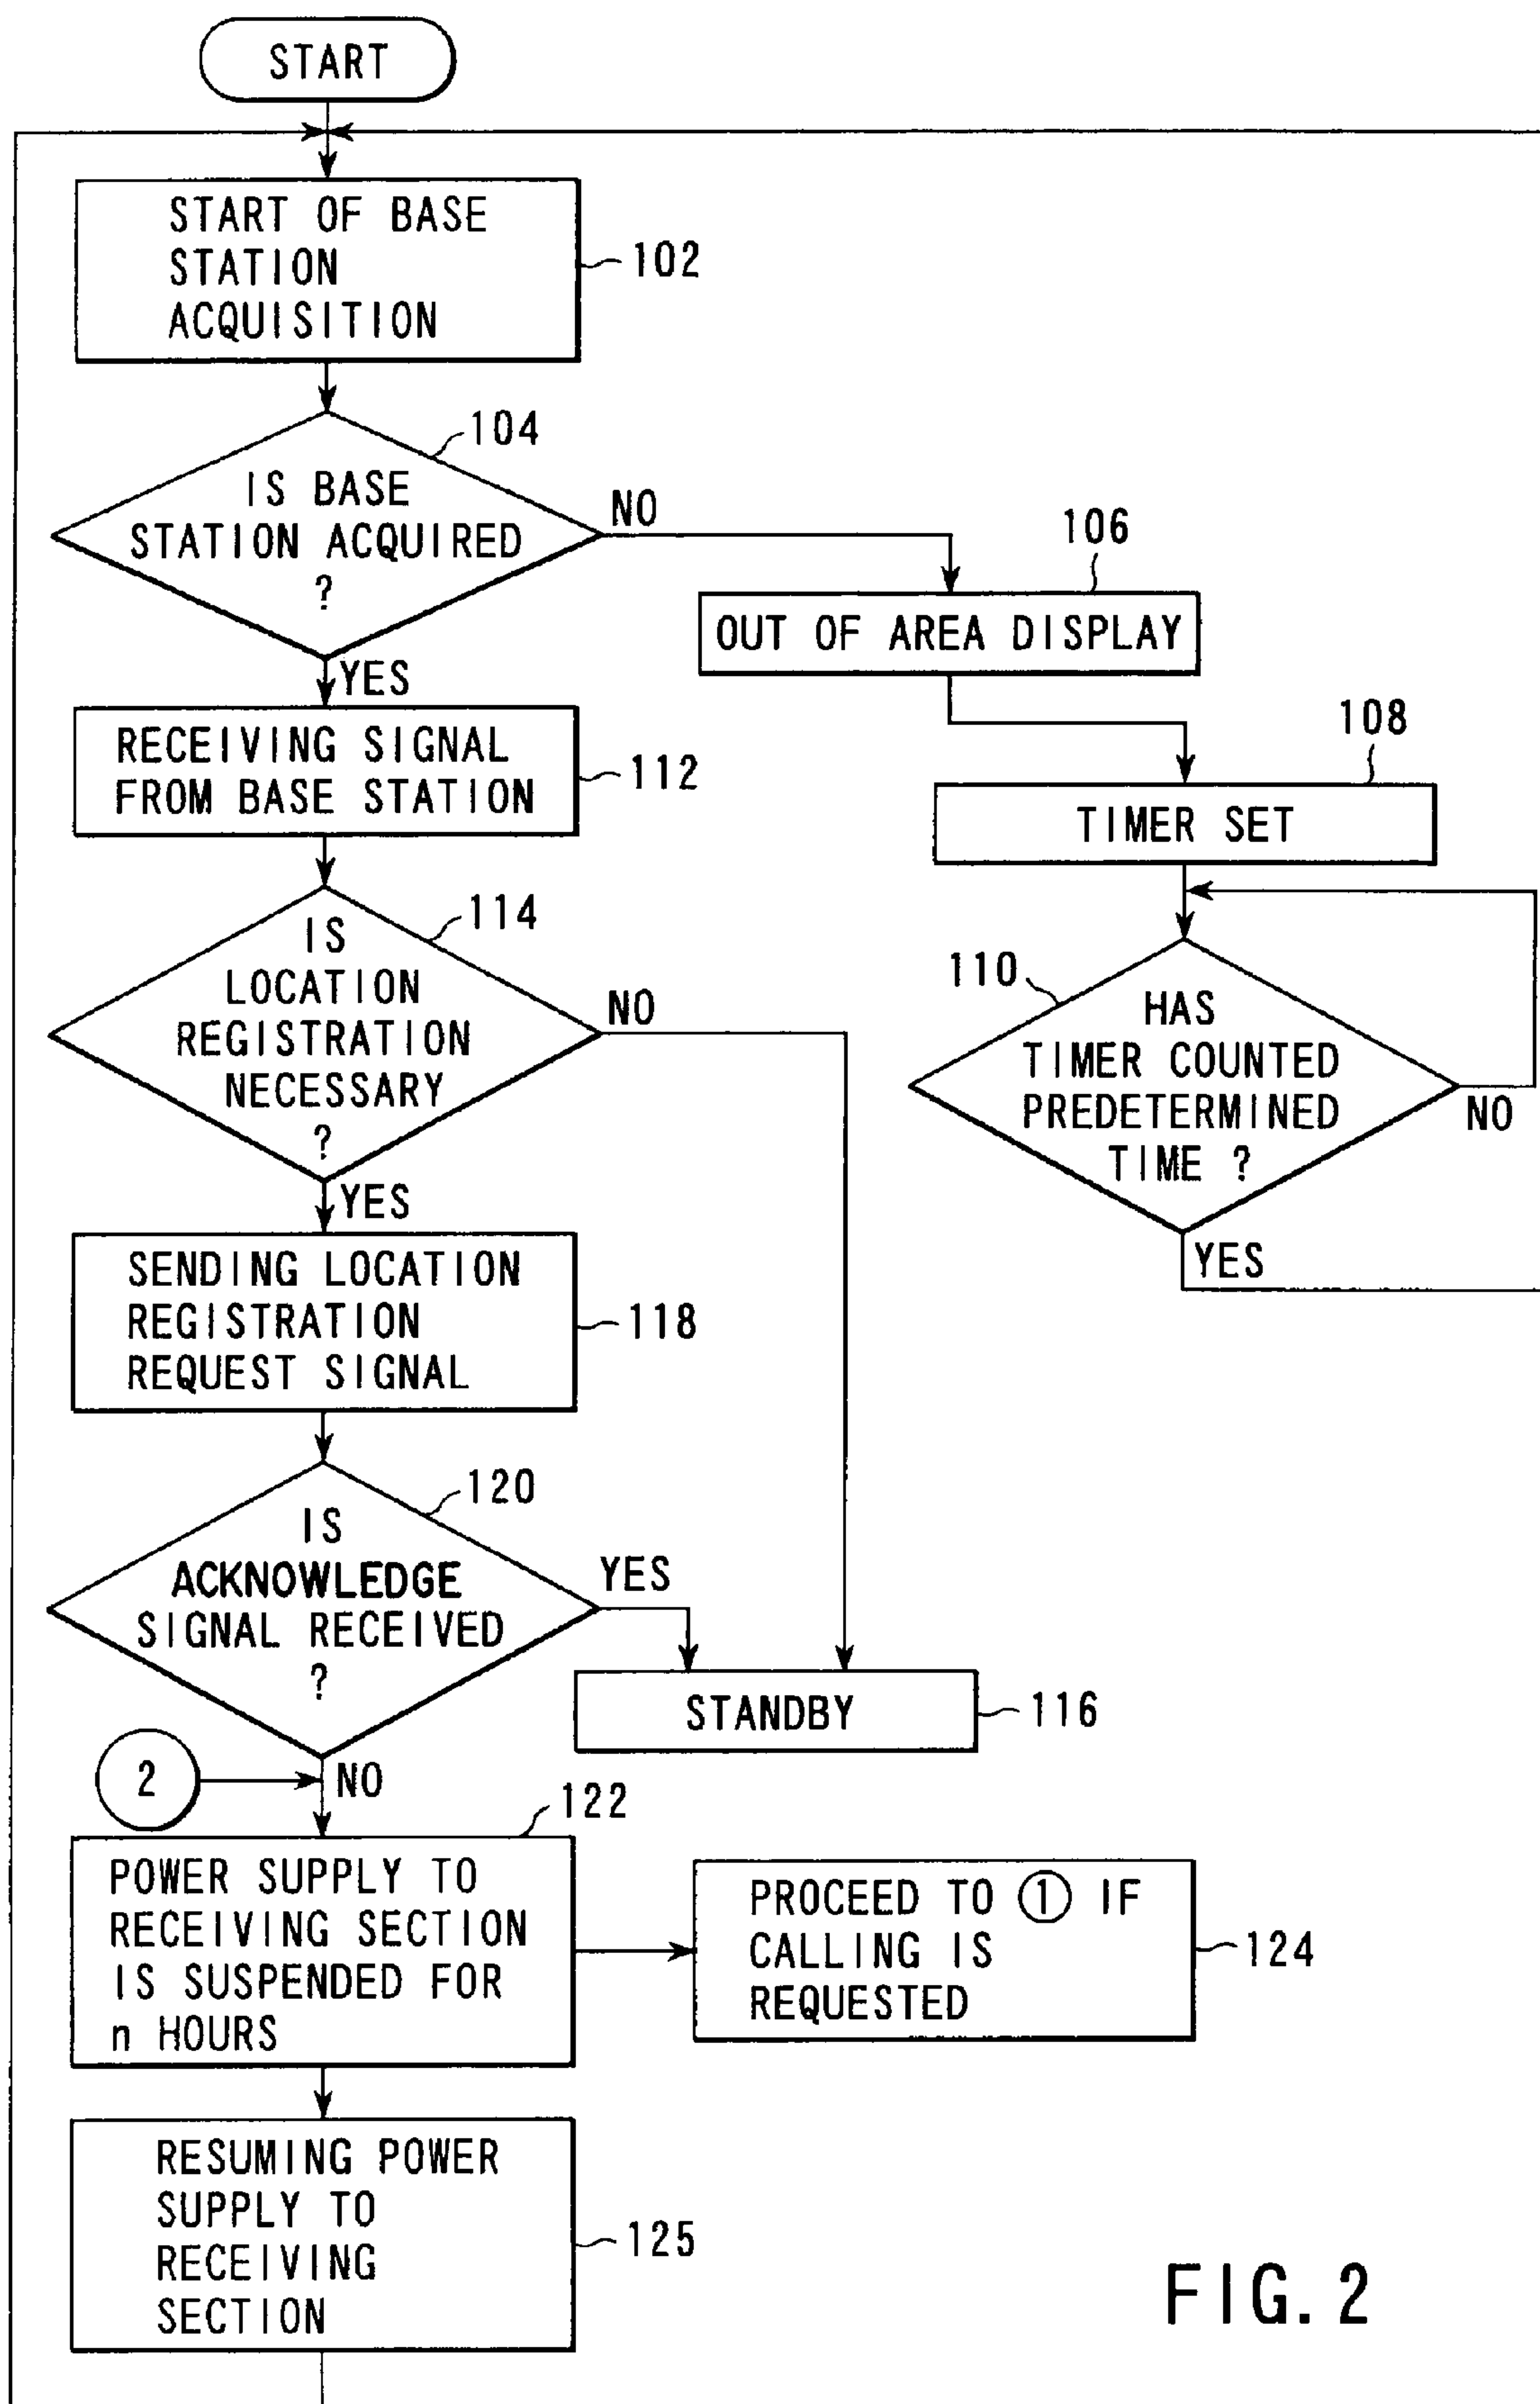 START
START OF BASE
STATION
ACQUISITION
102
104
IS BASE
STATION ACQUIRED
?
NO
YES
106
OUT OF AREA DISPLAY
108
TIMER SET
110
HAS
TIMER COUNTED
PREDETERMINED
TIME ?
NO
YES
RECEIVING SIGNAL
FROM BASE STATION
112
114
IS
LOCATION
REGISTRATION
NECESSARY
?
NO
YES
SENDING LOCATION
REGISTRATION
REQUEST SIGNAL
118
120
IS
ACKNOWLEDGE
SIGNAL RECEIVED
?
YES
STANDBY
116
2
NO
122
POWER SUPPLY TO
RECEIVING SECTION
IS SUSPENDED FOR
n HOURS
PROCEED TO ① IF
CALLING IS
REQUESTED
124
RESUMING POWER
SUPPLY TO
RECEIVING
SECTION
125
FIG. 2